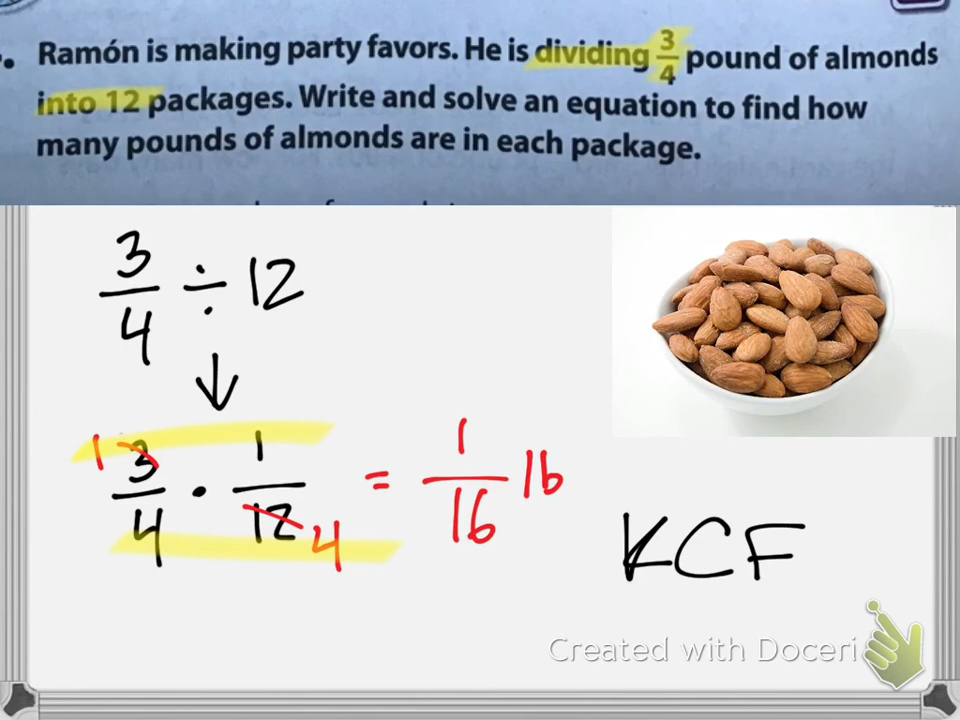 Ramón is making party favors. He is dividing 3/4 pound of almonds
into 12 packages. Write and solve an equation to find how
many pounds of almonds are in each package.
3/4 ÷ 12
↓
1 3/4 · 1/12 4 = 1/16 lb
KCF
Created with Doceri